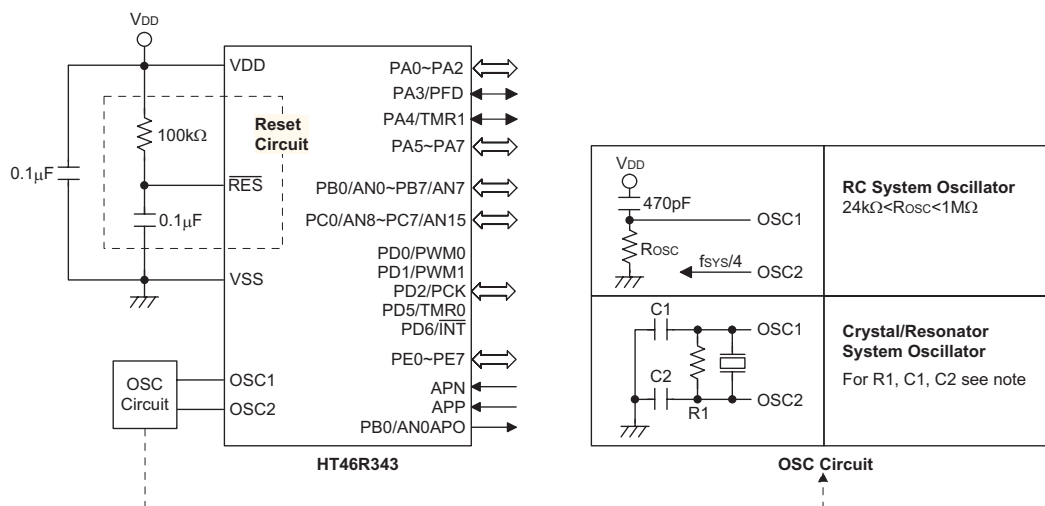 VDD
VDD
100kΩ
Reset
Circuit
0.1μF
RES
0.1μF
VSS
OSC
Circuit
OSC1
OSC2
PA0~PA2
PA3/PFD
PA4/TMR1
PA5~PA7
PB0/AN0~PB7/AN7
PC0/AN8~PC7/AN15
PD0/PWM0
PD1/PWM1
PD2/PCK
PD5/TMR0
PD6/INT
PE0~PE7
APN
APP
PB0/AN0APO
HT46R343
VDD
470pF
OSC1
ROSC
fSYS/4
OSC2
RC System Oscillator
24kΩ<ROSC<1MΩ
C1
OSC1
C2
R1
OSC2
Crystal/Resonator
System Oscillator
For R1, C1, C2 see note
OSC Circuit